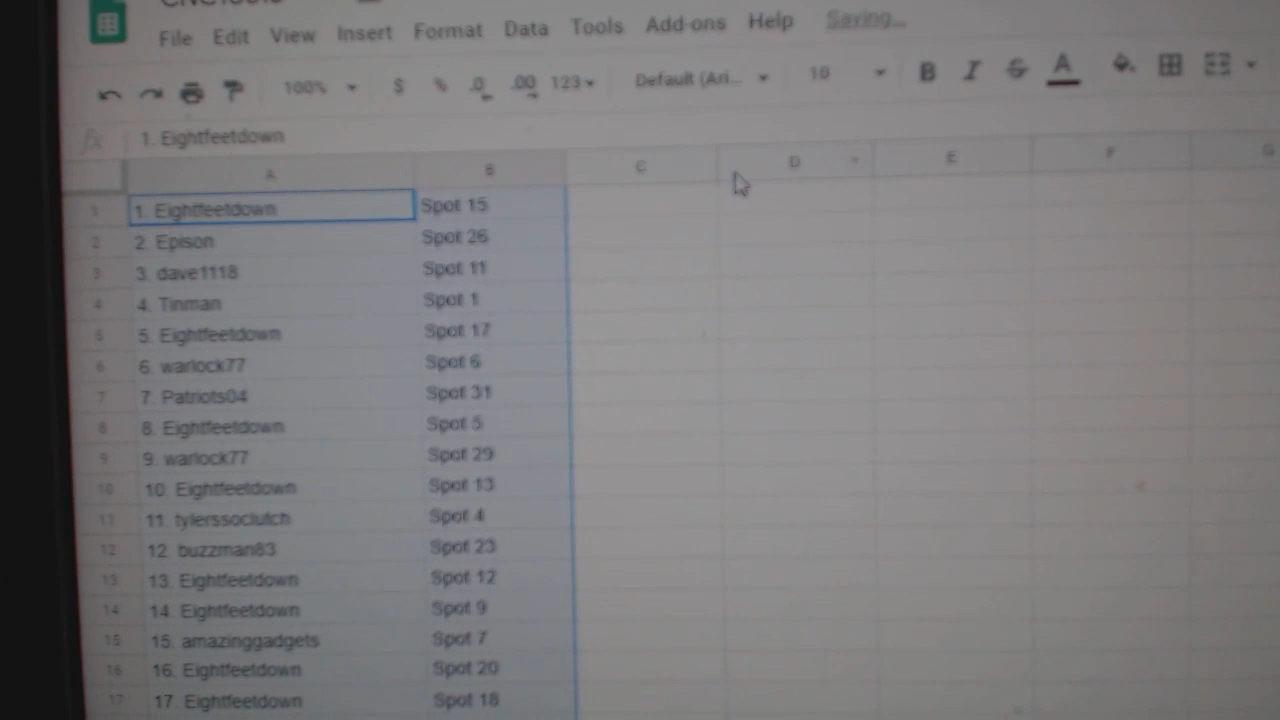 File Edit View Insert Format Data Tools Add-ons Help Saving...
100% $ % .0 .00 123 Default (Ari... 10 B I S A
fx 1. Eightfeetdown
A B C D E F G
1 1. Eightfeetdown Spot 15
2 2. Epison Spot 26
3 3. dave1118 Spot 11
4 4. Tinman Spot 1
5 5. Eightfeetdown Spot 17
6 6. warlock77 Spot 6
7 7. Patriots04 Spot 31
8 8. Eightfeetdown Spot 5
9 9. warlock77 Spot 29
10 10. Eightfeetdown Spot 13
11 11. tylerssoclutch Spot 4
12 12. buzzman83 Spot 23
13 13. Eightfeetdown Spot 12
14 14. Eightfeetdown Spot 9
15 15. amazinggadgets Spot 7
16 16. Eightfeetdown Spot 20
17 17. Eightfeetdown Spot 18